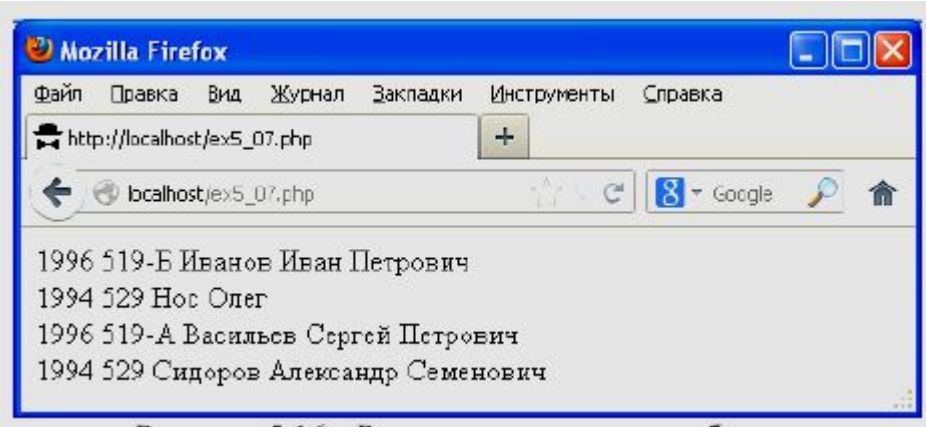 Mozilla Firefox
Файл Правка Вид Журнал Закладки Инструменты Справка
http://localhost/ex5_07.php +
localhost/ex5_07.php 8 Google
1996 519-Б Иванов Иван Петрович
1994 529 Нос Олег
1996 519-А Васильев Сергей Петрович
1994 529 Сидоров Александр Семенович